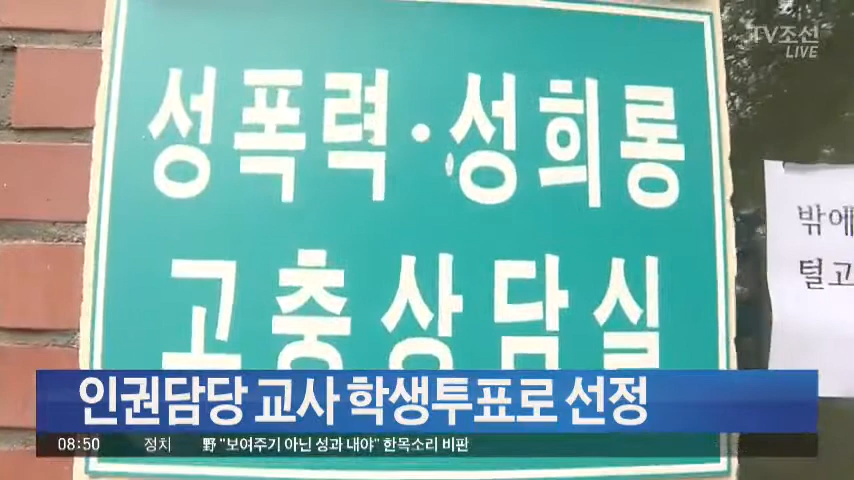 TV조선
LIVE
성폭력·성희롱
고충상담실
밖에
털고
인권담당 교사 학생투표로 선정
08:50 정치 野 "보여주기 아닌 성과 내야" 한목소리 비판